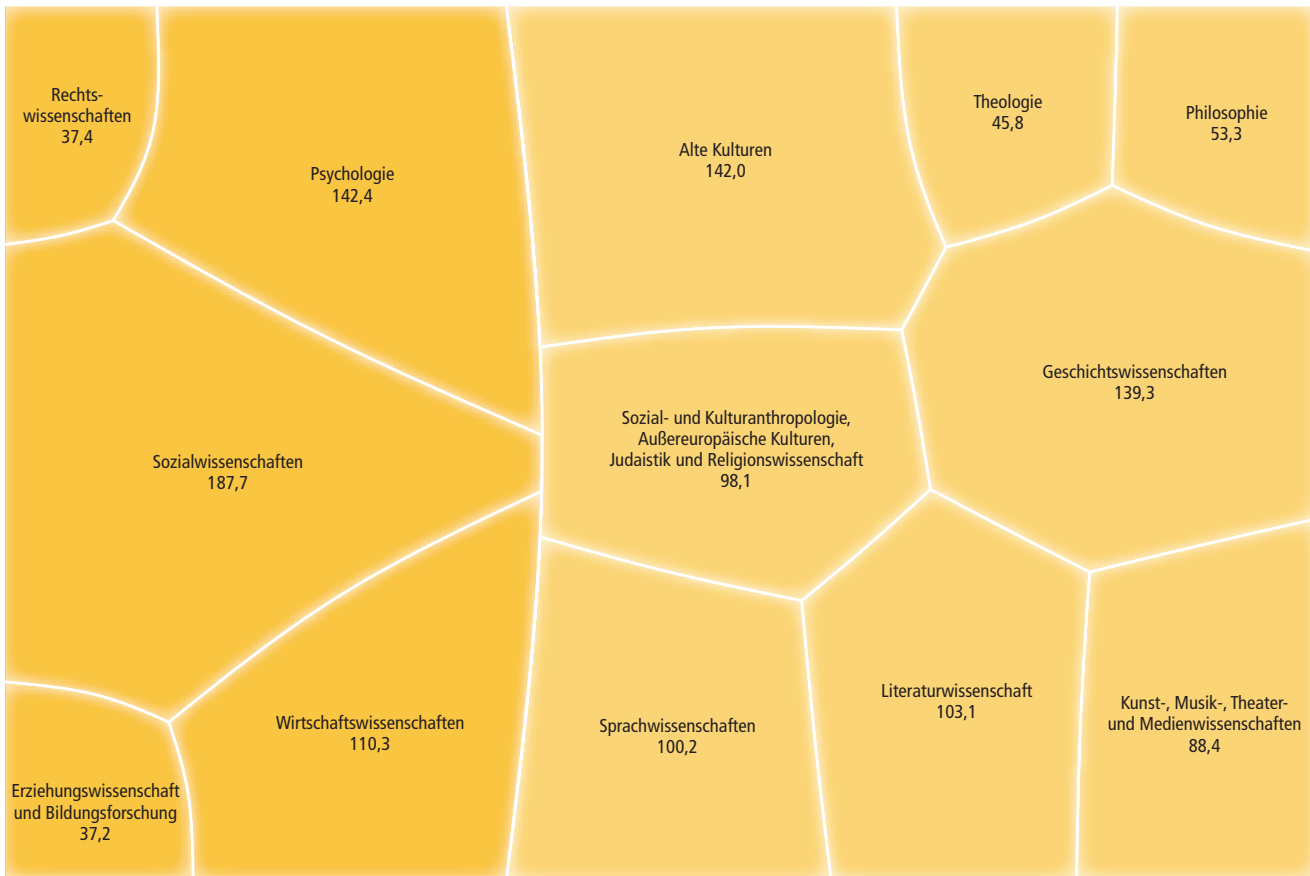 Rechts-
wissenschaften
37,4
Psychologie
142,4
Alte Kulturen
142,0
Theologie
45,8
Philosophie
53,3
Sozialwissenschaften
187,7
Sozial- und Kulturanthropologie,
Außereuropäische Kulturen,
Judaistik und Religionswissenschaft
98,1
Geschichtswissenschaften
139,3
Erziehungswissenschaft
und Bildungsforschung
37,2
Wirtschaftswissenschaften
110,3
Sprachwissenschaften
100,2
Literaturwissenschaft
103,1
Kunst-, Musik-, Theater-
und Medienwissenschaften
88,4